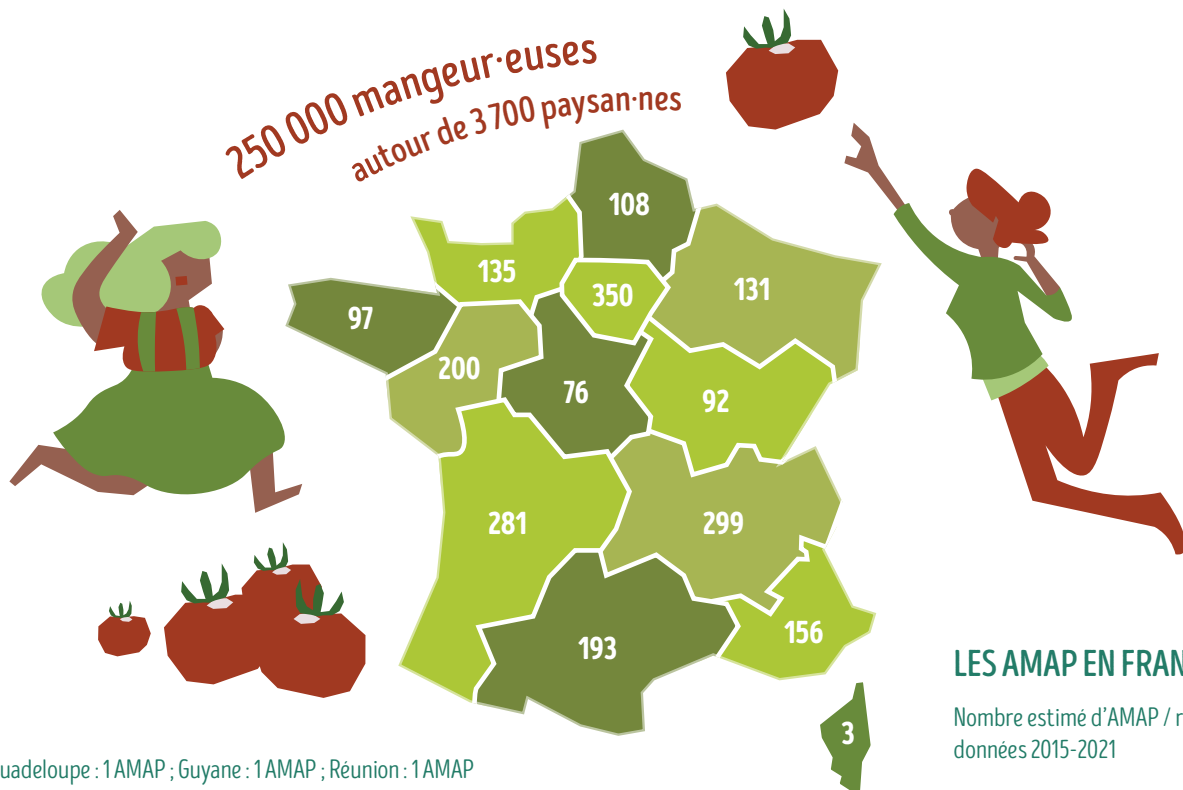 250 000 mangeur·euses
autour de 3 700 paysan·nes
108
135
350
131
97
200
76
92
281
299
193
156
3
LES AMAP EN
Nombre estimé d’AMAP /
données 2015-2021
: 1 AMAP ; Guyane : 1 AMAP ; Réunion : 1 AMAP